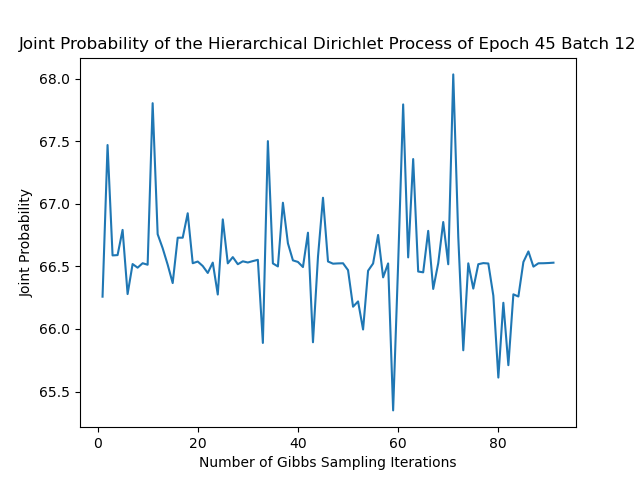 Joint Probability of the Hierarchical Dirichlet Process of Epoch 45 Batch 12
68.0
67.5
67.0
66.5
66.0
65.5
Joint Probability
0 20 40 60 80
Number of Gibbs Sampling Iterations